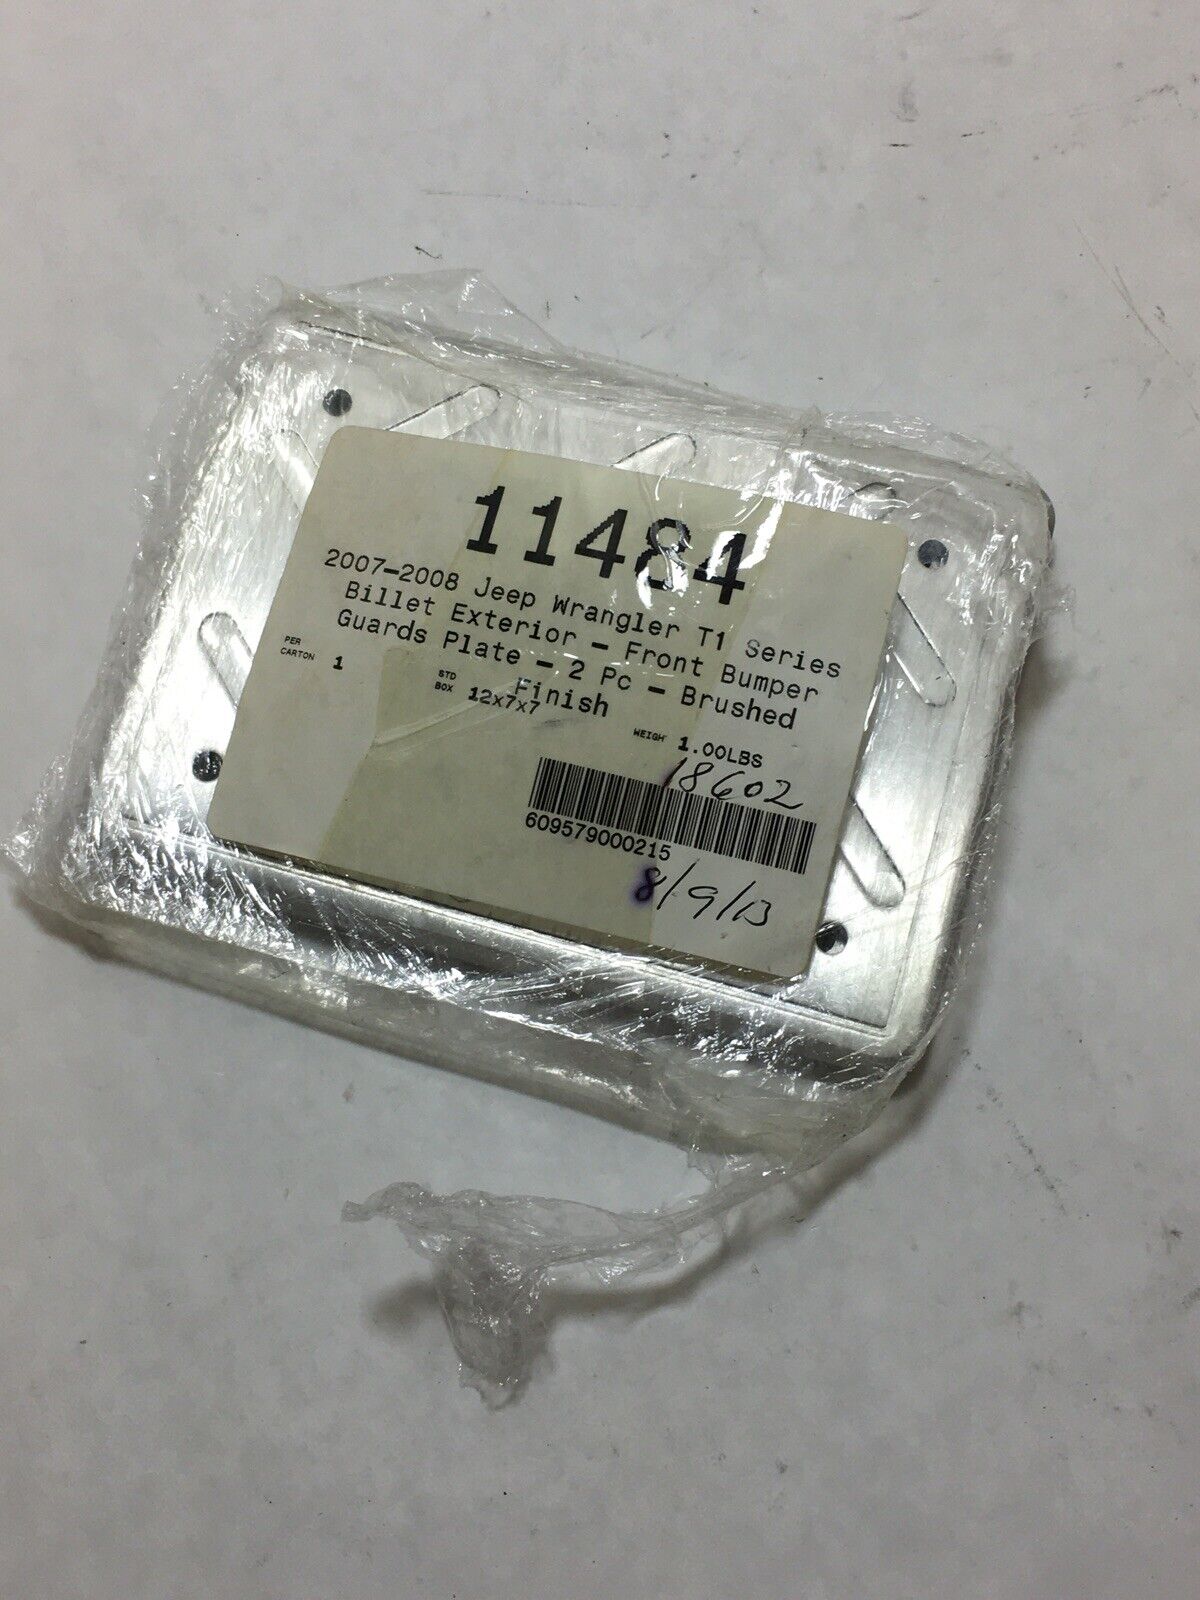 11484
2007-2008 Jeep Wrangler T1 Series
Billet Exterior - Front Bumper
Guards Plate - 2 Pc - Brushed
Finish
PER
CARTON 1
STD
BOX 12x7x7
WEIGH 1.00LBS
18602
609579000215
8/9/13